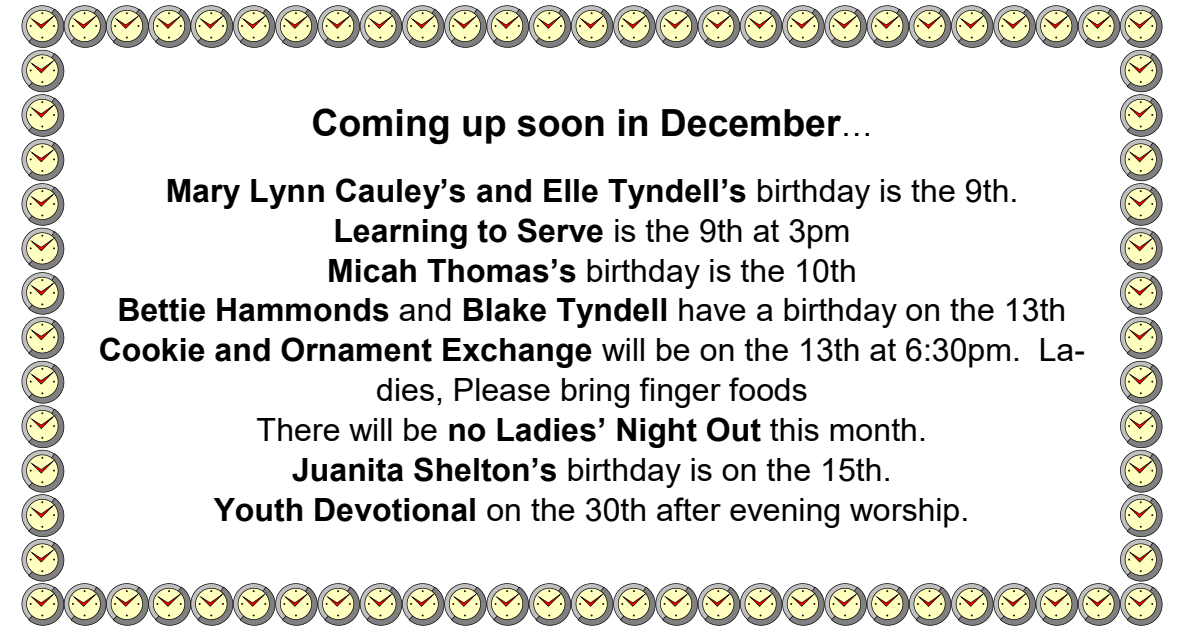 Coming up soon in December…
Mary Lynn Cauley’s and Elle Tyndell’s birthday is the 9th.
Learning to Serve is the 9th at 3pm
Micah Thomas’s birthday is the 10th
Bettie Hammonds and Blake Tyndell have a birthday on the 13th
Cookie and Ornament Exchange will be on the 13th at 6:30pm.  La-
dies, Please bring finger foods
There will be no Ladies’ Night Out this month.
Juanita Shelton’s birthday is on the 15th.
Youth Devotional on the 30th after evening worship.